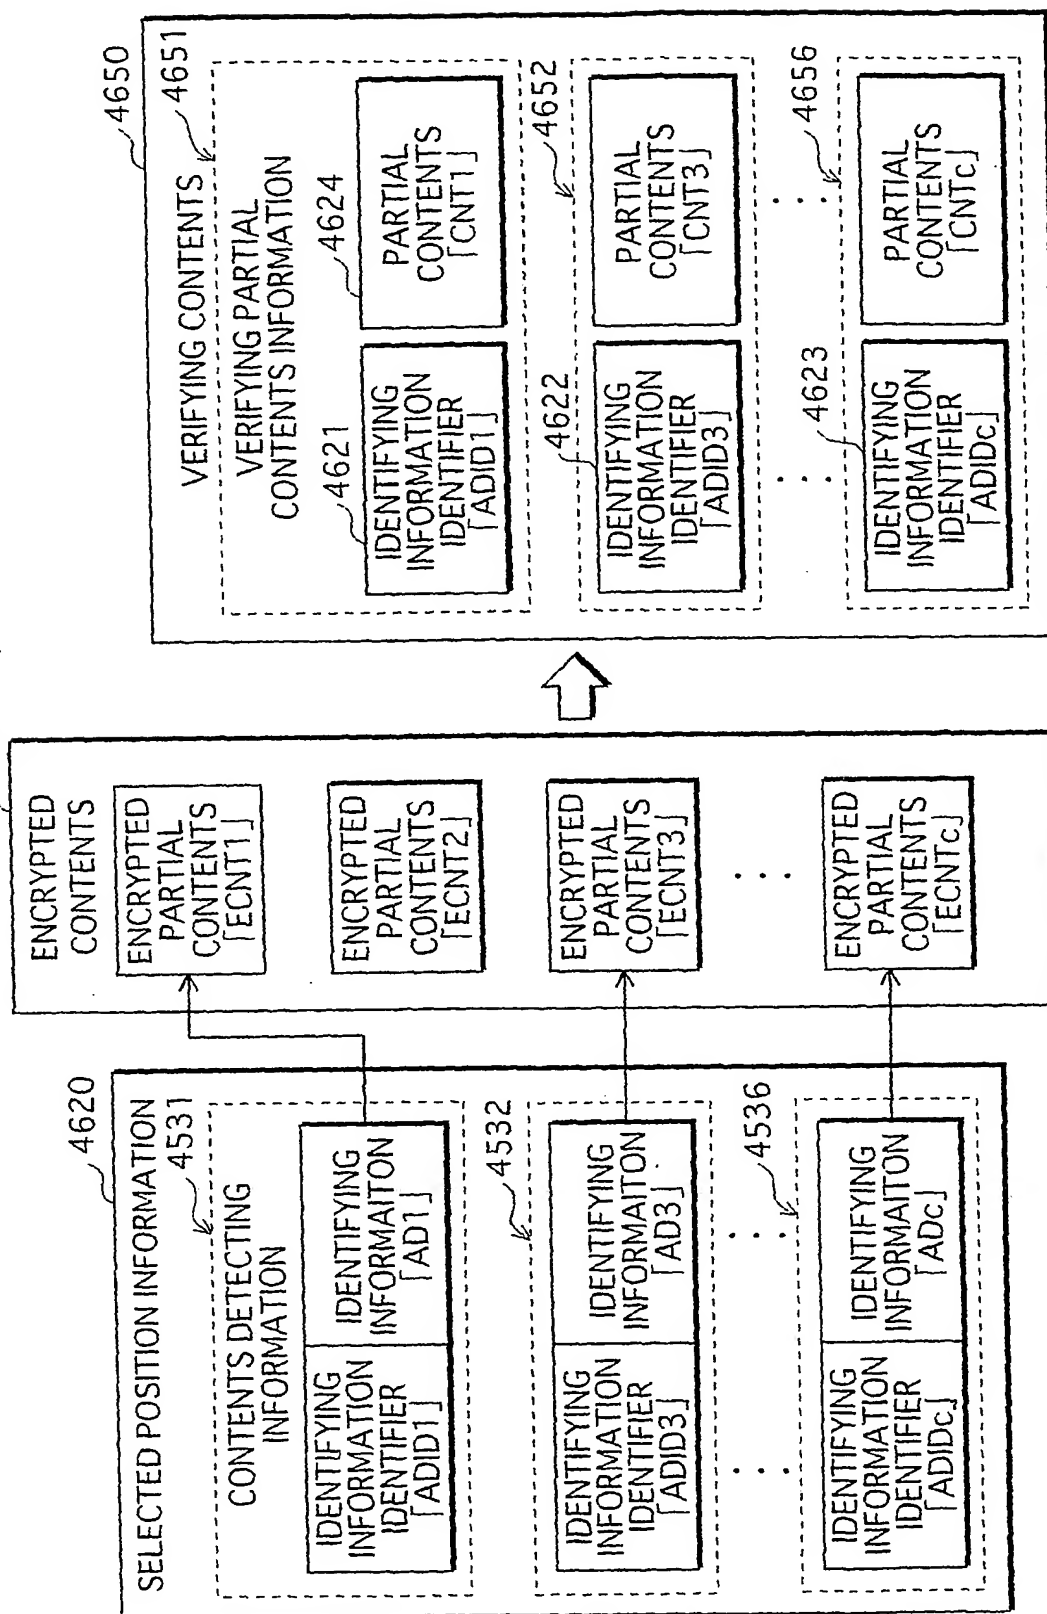 4620
SELECTED POSITION INFORMATION
4531
CONTENTS DETECTING
INFORMATION
IDENTIFYING
INFORMATION
IDENTIFIER
「ADID1」
IDENTIFYING
INFORMAITON
「AD1」
4532
IDENTIFYING
INFORMATION
IDENTIFIER
「ADID3」
IDENTIFYING
INFORMAITON
「AD3」
. . .
. . .
4536
IDENTIFYING
INFORMATION
IDENTIFIER
「ADIDc」
IDENTIFYING
INFORMAITON
「ADc」
ENCRYPTED
CONTENTS
ENCRYPTED
PARTIAL
CONTENTS
「ECNT1」
ENCRYPTED
PARTIAL
CONTENTS
「ECNT2」
ENCRYPTED
PARTIAL
CONTENTS
「ECNT3」
. . .
ENCRYPTED
PARTIAL
CONTENTS
「ECNTc」
4650
VERIFYING CONTENTS
4651
VERIFYING PARTIAL
CONTENTS INFORMATION
4621
4624
IDENTIFYING
INFORMATION
IDENTIFIER
「ADID1」
PARTIAL
CONTENTS
「CNT1」
4622
4652
IDENTIFYING
INFORMATION
IDENTIFIER
「ADID3」
PARTIAL
CONTENTS
「CNT3」
. . .
. . .
4623
4656
IDENTIFYING
INFORMATION
IDENTIFIER
「ADIDc」
PARTIAL
CONTENTS
「CNTc」